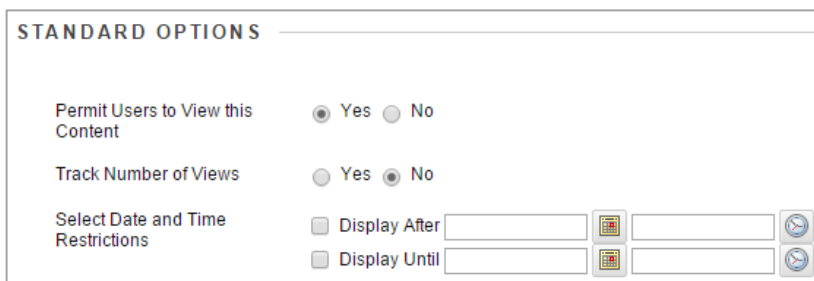 STANDARD OPTIONS
Permit Users to View this
Content
Yes No
Track Number of Views
Yes No
Select Date and Time
Restrictions
Display After
Display Until